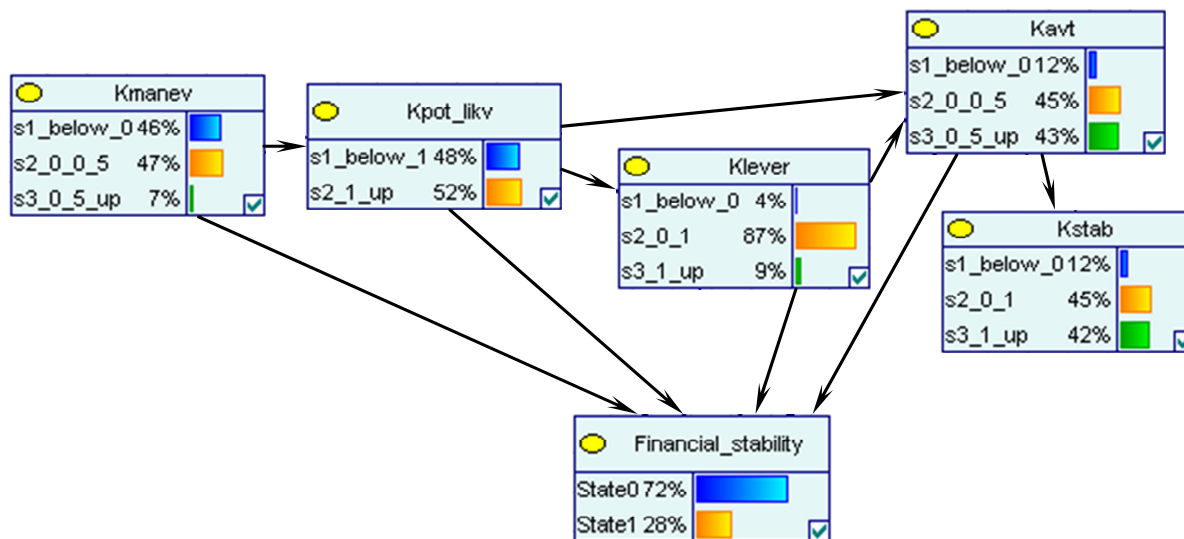 Kmanev
s1_below_0 46%
s2_0_0_5 47%
s3_0_5_up 7%
Kpot_likv
s1_below_1 48%
s2_1_up 52%
Klever
s1_below_0 4%
s2_0_1 87%
s3_1_up 9%
Kavt
s1_below_0 12%
s2_0_0_5 45%
s3_0_5_up 43%
Kstab
s1_below_0 12%
s2_0_1 45%
s3_1_up 42%
Financial_stability
State0 72%
State1 28%